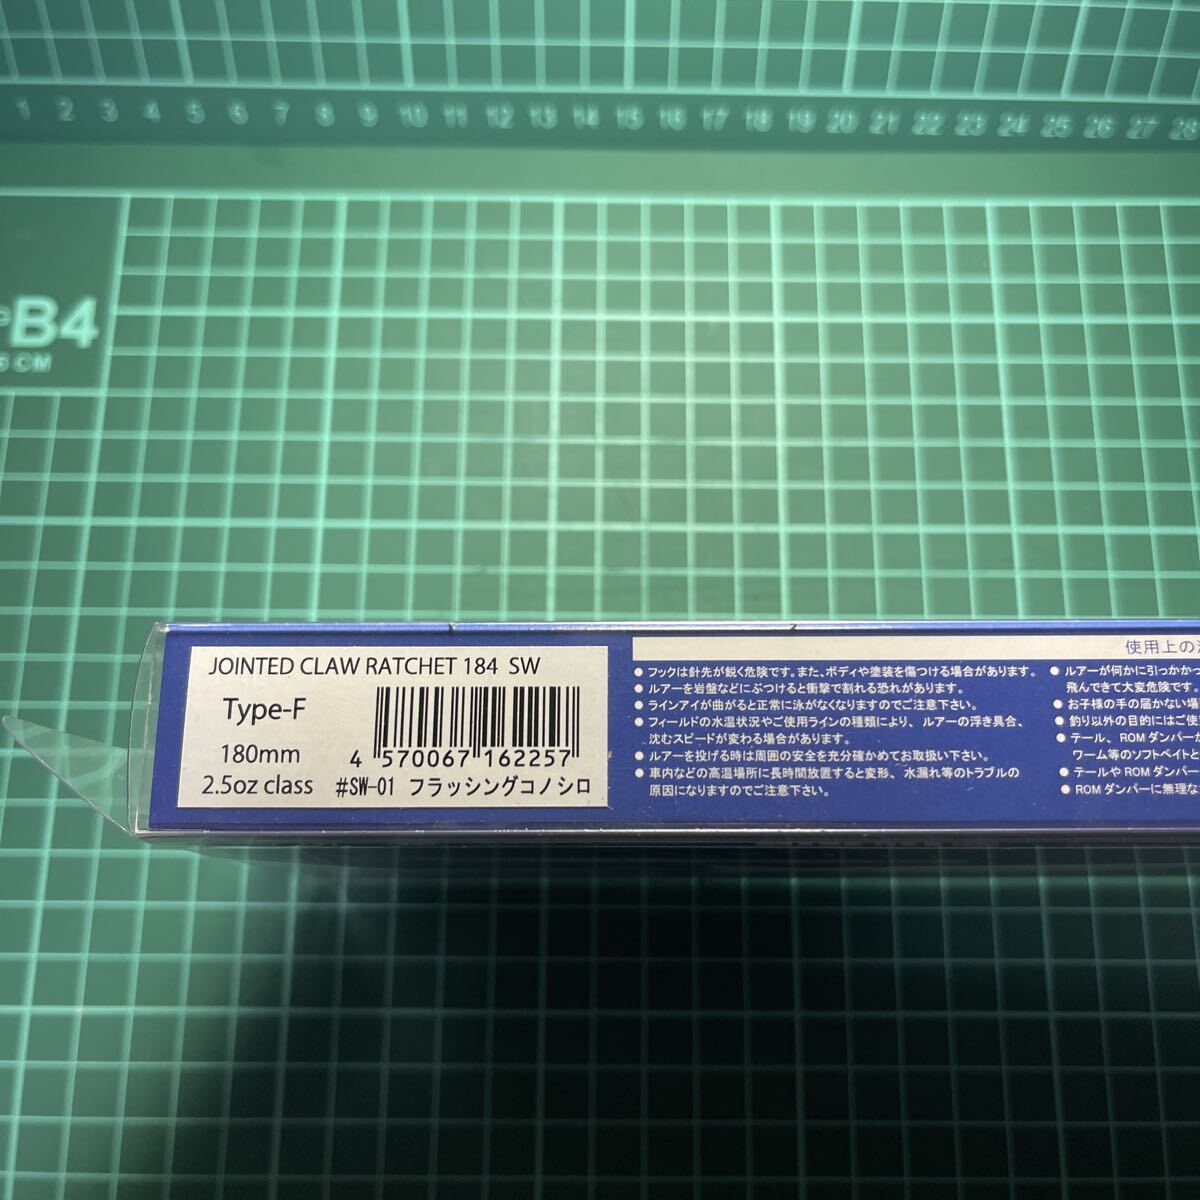 1 2 3 4 5 6 7 8 9 10 11 12 13 14 15 16 17 18 19 20 21 22 23 24 25 26 27 28
B4
CM
JOINTED CLAW RATCHET 184 SW
Type-F
180mm
2.5oz class
4 570067 162257
#SW-01 フラッシングコノシロ
使用上の
●フックは針先が鋭く危険です。また、ボディや塗装を傷つける場合があります。
●ルアーを岩盤などにぶつけると衝撃で割れる恐れがあります。
●ラインアイが曲がると正常に泳がなくなりますのでご注意下さい。
●フィールドの水温状況やご使用ラインの種類により、ルアーの浮き具合、
沈むスピードが変わる場合があります。
●ルアーを投げる時は周囲の安全を充分確かめてお取扱い下さい。
●車内などの高温場所に長時間放置すると変形、水漏れ等のトラブルの
原因になりますのでご注意下さい。
●ルアーが何かに引っかかっ
飛んできて大変危険です。
●お子様の手の届かない場
●釣り以外の目的にはご使
●テール、ROMダンパーか
ワーム等のソフトベイトと
●テールやROMダンパー
●ROMダンパーに無理な